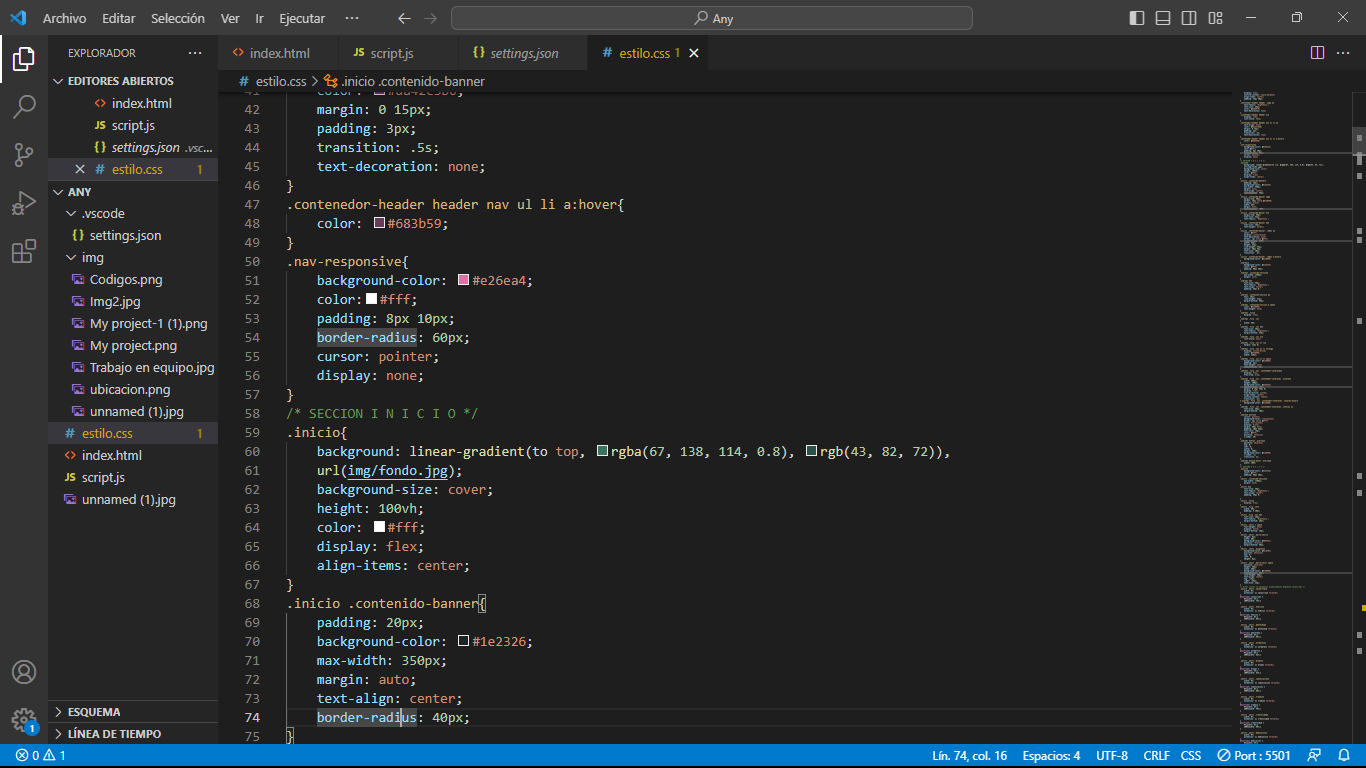 Archivo Editar Selección Ver Ir Ejecutar ··· Any
EXPLORADOR ···
EDITORES ABIERTOS
<> index.html
JS script.js
{} settings.json .vsc...
# estilo.css 1
ANY
.vscode
{} settings.json
img
Codigos.png
Img2.jpg
My project-1 (1).png
My project.png
Trabajo en equipo.jpg
ubicacion.png
unnamed (1).jpg
# estilo.css 1
<> index.html
JS script.js
unnamed (1).jpg
ESQUEMA
LÍNEA DE TIEMPO
1
<> index.html JS script.js {} settings.json # estilo.css 1
# estilo.css > .inicio .contenido-banner
41
42 margin: 0 15px;
43 padding: 3px;
44 transition: .5s;
45 text-decoration: none;
46 }
47 .contenedor-header header nav ul li a:hover{
48 color: #683b59;
49 }
50 .nav-responsive{
51 background-color: #e26ea4;
52 color: #fff;
53 padding: 8px 10px;
54 border-radius: 60px;
55 cursor: pointer;
56 display: none;
57 }
58 /* SECCION I N I C I O */
59 .inicio{
60 background: linear-gradient(to top, rgba(67, 138, 114, 0.8), rgb(43, 82, 72)),
61 url(img/fondo.jpg);
62 background-size: cover;
63 height: 100vh;
64 color: #fff;
65 display: flex;
66 align-items: center;
67 }
68 .inicio .contenido-banner{
69 padding: 20px;
70 background-color: #1e2326;
71 max-width: 350px;
72 margin: auto;
73 text-align: center;
74 border-radius: 40px;
75 }
0 1 Lín. 74, col. 16 Espacios: 4 UTF-8 CRLF CSS Port : 5501